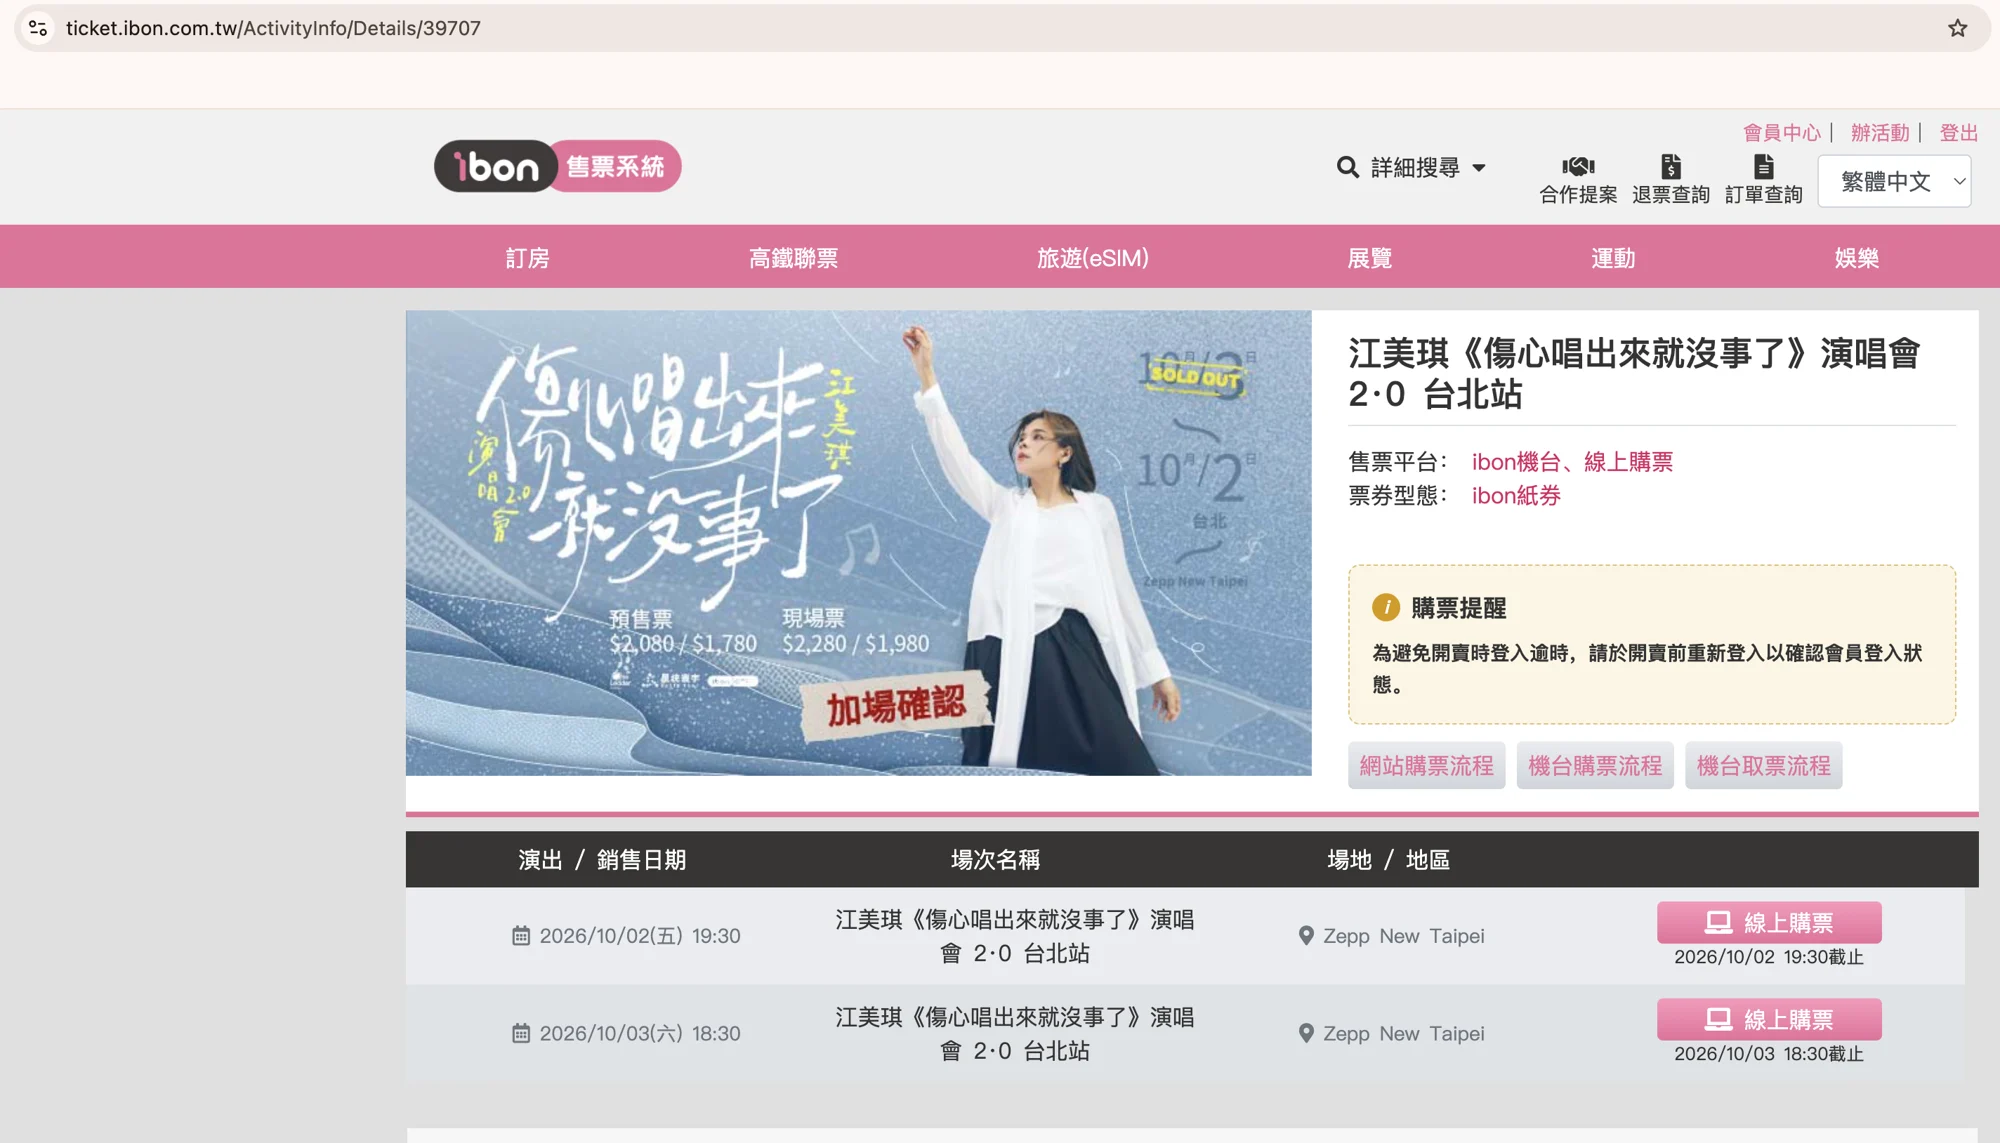 ticket.ibon.com.tw/ActivityInfo/Details/39707
會員中心｜ 辦活動｜ 登出
ibon 售票系統
詳細搜尋
合作提案 退票查詢 訂單查詢
繁體中文
訂房 高鐵聯票 旅遊(eSIM) 展覽 運動 娛樂
傷心唱出來
就沒事了
江美琪
演唱會 2.0
10月/3日
SOLD OUT
10月/2日
台北
Zepp New Taipei
預售票 現場票
$2,080 / $1,780 $2,280 / $1,980
加場確認
江美琪《傷心唱出來就沒事了》演唱會
2·0 台北站
售票平台： ibon機台、線上購票
票券型態： ibon紙券
購票提醒
為避免開賣時登入逾時，請於開賣前重新登入以確認會員登入狀
態。
網站購票流程 機台購票流程 機台取票流程
演出 / 銷售日期 場次名稱 場地 / 地區
2026/10/02(五) 19:30
江美琪《傷心唱出來就沒事了》演唱
會 2·0 台北站
Zepp New Taipei
線上購票
2026/10/02 19:30截止
2026/10/03(六) 18:30
江美琪《傷心唱出來就沒事了》演唱
會 2·0 台北站
Zepp New Taipei
線上購票
2026/10/03 18:30截止